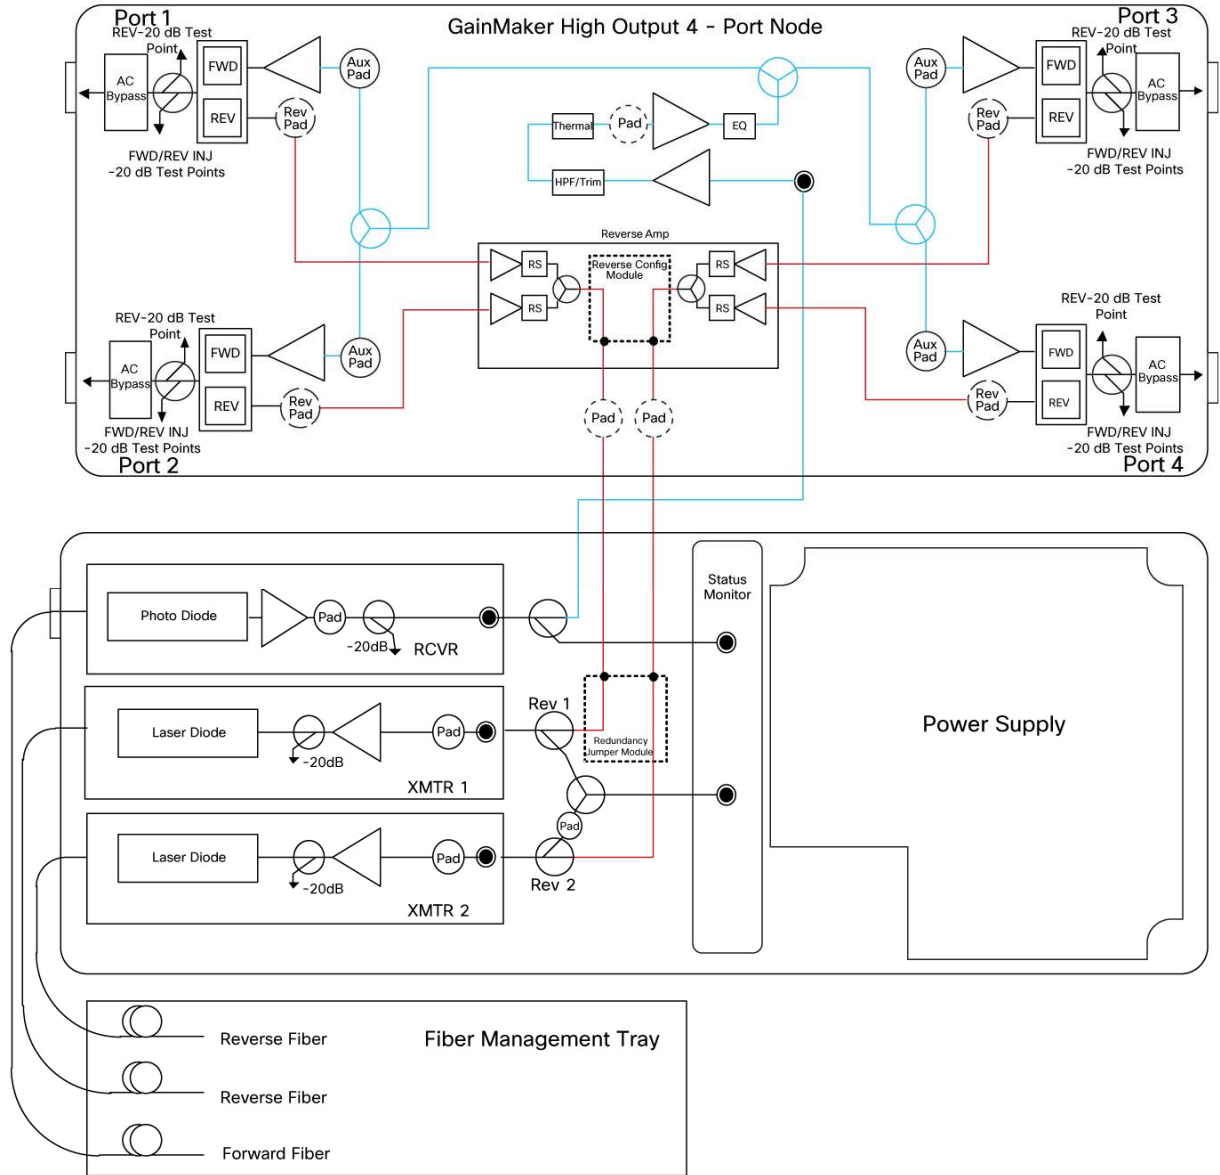 GainMaker High Output 4 - Port Node
Port 1
REV-20 dB Test
Point
AC
Bypass
FWD
REV
Aux
Pad
Rev
Pad
FWD/REV INJ
-20 dB Test Points
Port 3
REV-20 dB Test
Point
Aux
Pad
FWD
REV
AC
Bypass
Rev
Pad
FWD/REV INJ
-20 dB Test Points
Thermal
Pad
EQ
HPF/Trim
Reverse Amp
RS
RS
Reverse Config
Module
RS
RS
REV-20 dB Test
Point
AC
Bypass
FWD
REV
Aux
Pad
Rev
Pad
FWD/REV INJ
-20 dB Test Points
Port 2
Pad
Pad
REV-20 dB Test
Point
Aux
Pad
FWD
REV
AC
Bypass
Rev
Pad
FWD/REV INJ
-20 dB Test Points
Port 4
Photo Diode
Pad
-20dB
RCVR
Status
Monitor
Power Supply
Laser Diode
-20dB
Pad
XMTR 1
Rev 1
Redundancy
Jumper Module
Pad
Laser Diode
-20dB
Pad
XMTR 2
Rev 2
Fiber Management Tray
Reverse Fiber
Reverse Fiber
Forward Fiber